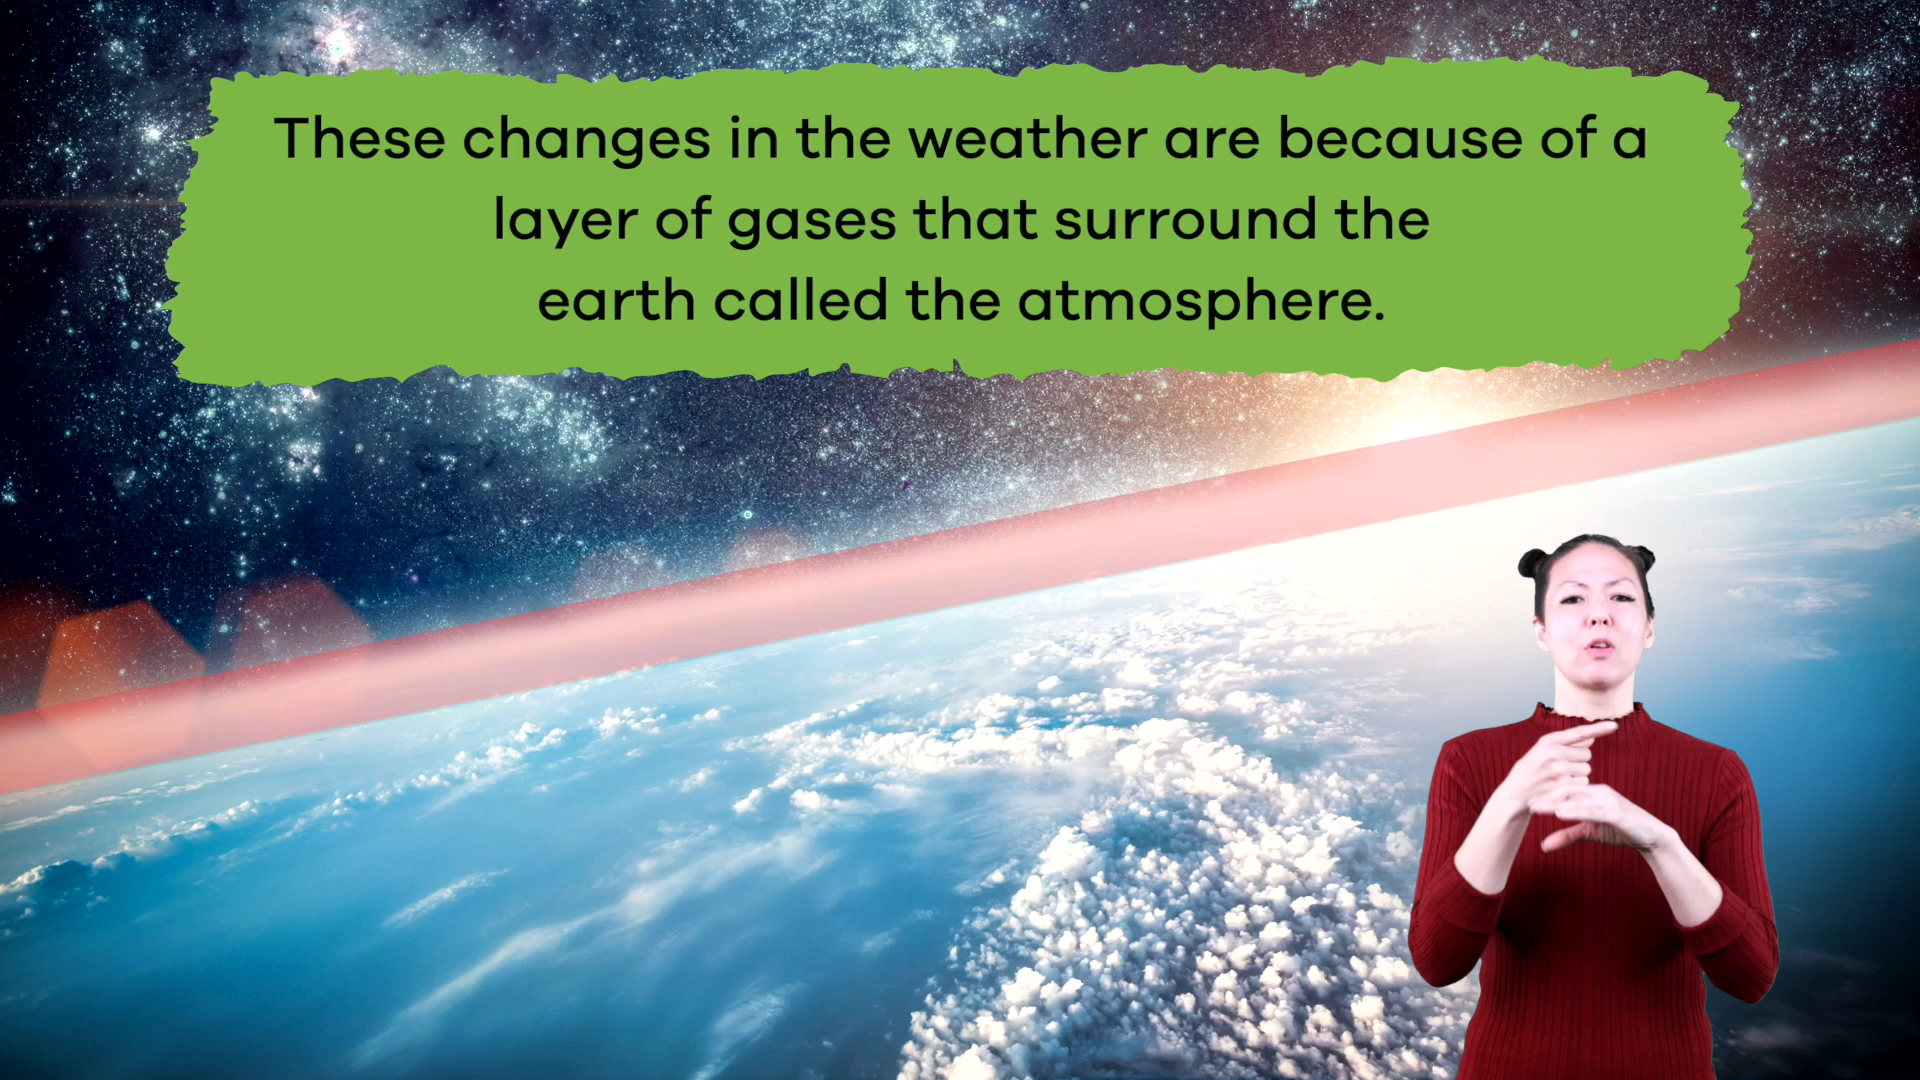 These changes in the weather are because of a
layer of gases that surround the
earth called the atmosphere.